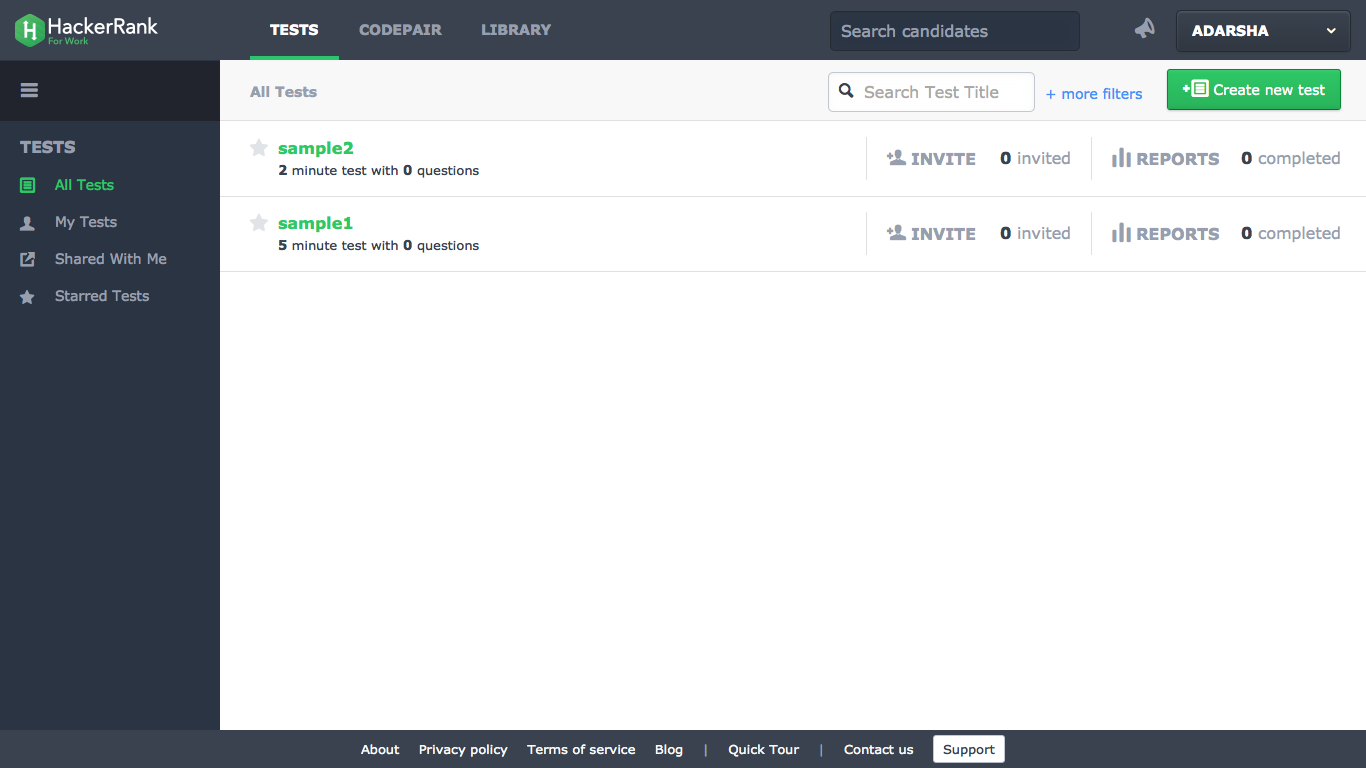 HackerRank
For Work
TESTS
CODEPAIR
LIBRARY
Search candidates
ADARSHA
All Tests
Search Test Title
+ more filters
Create new test
TESTS
All Tests
My Tests
Shared With Me
Starred Tests
sample2
2 minute test with 0 questions
INVITE 0 invited
REPORTS 0 completed
sample1
5 minute test with 0 questions
INVITE 0 invited
REPORTS 0 completed
About Privacy policy Terms of service Blog | Quick Tour | Contact us Support